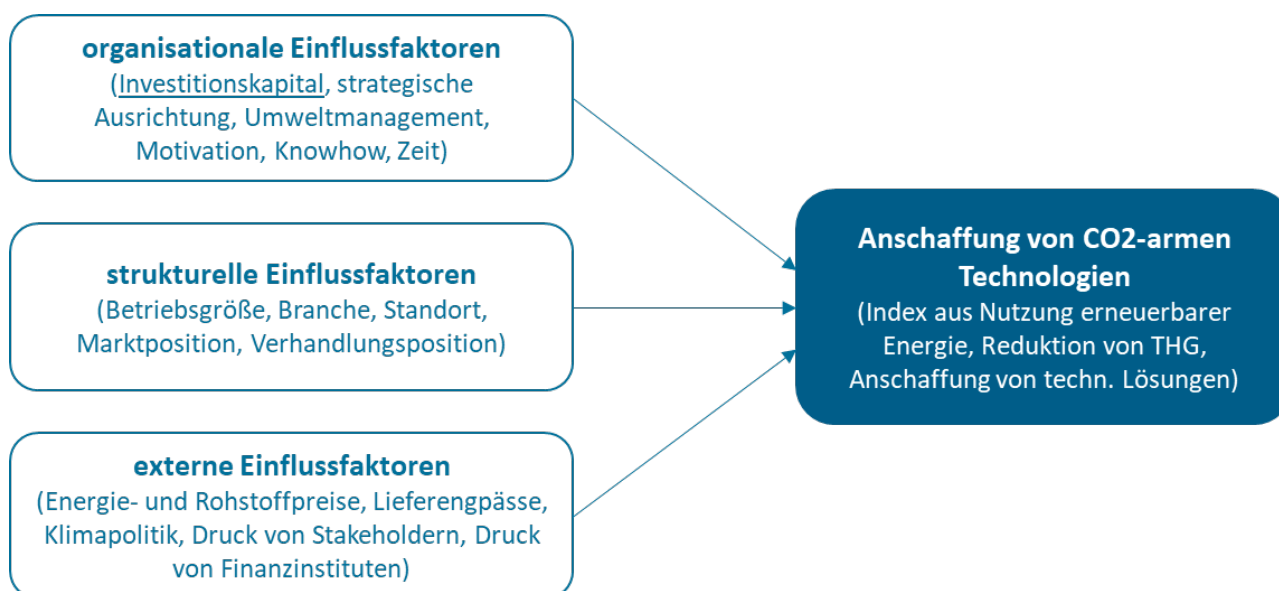 organisationale Einflussfaktoren
(Investitionskapital, strategische
Ausrichtung, Umweltmanagement,
Motivation, Knowhow, Zeit)
strukturelle Einflussfaktoren
(Betriebsgröße, Branche, Standort,
Marktposition, Verhandlungsposition)
externe Einflussfaktoren
(Energie- und Rohstoffpreise, Lieferengpässe,
Klimapolitik, Druck von Stakeholdern, Druck
von Finanzinstituten)
Anschaffung von CO2-armen
Technologien
(Index aus Nutzung erneuerbarer
Energie, Reduktion von THG,
Anschaffung von techn. Lösungen)